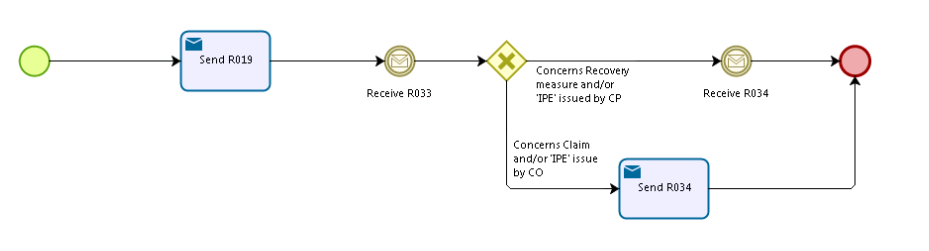 Send R019
Receive R033
Concerns Recovery
measure and/or
'IPE' issued by CP
Receive R034
Concerns Claim
and/or 'IPE' issue
by CO
Send R034